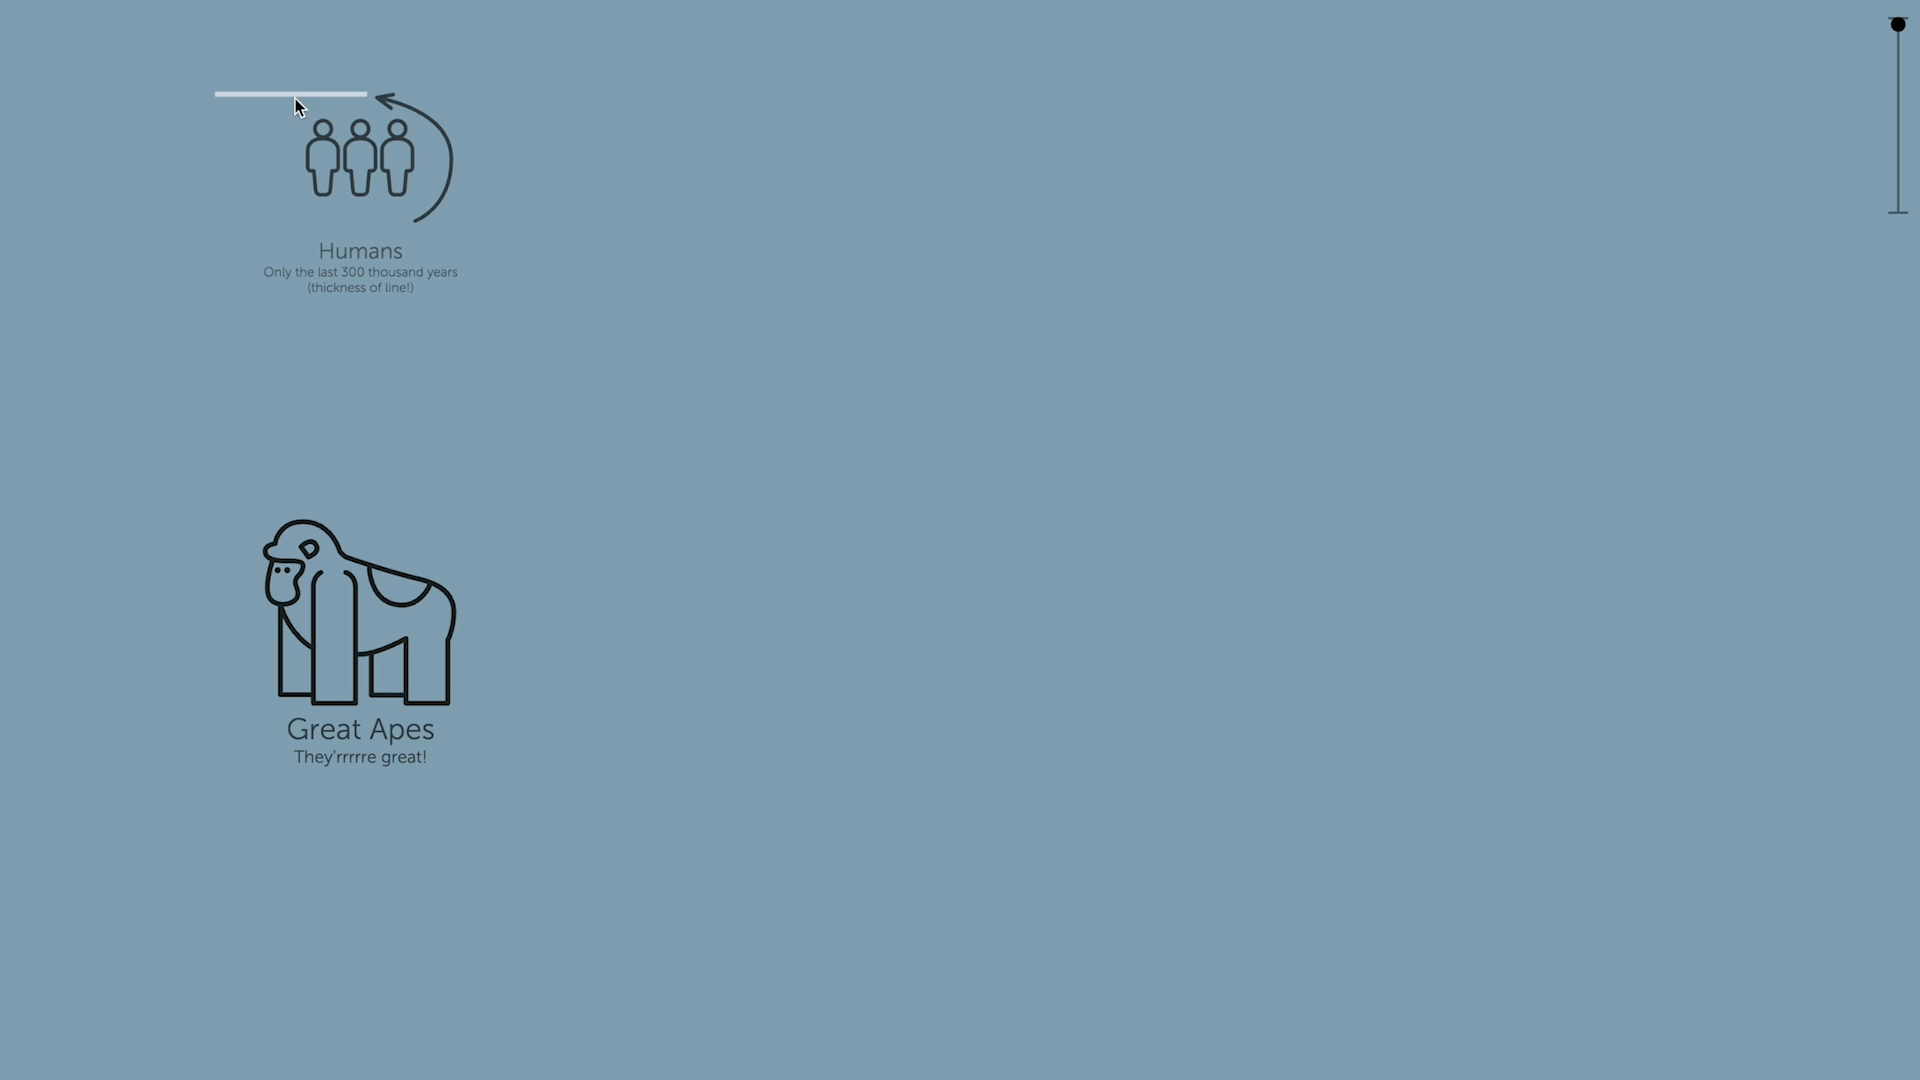 Humans
Only the last 300 thousand years
(thickness of line!)
Great Apes
They'rrrrre great!